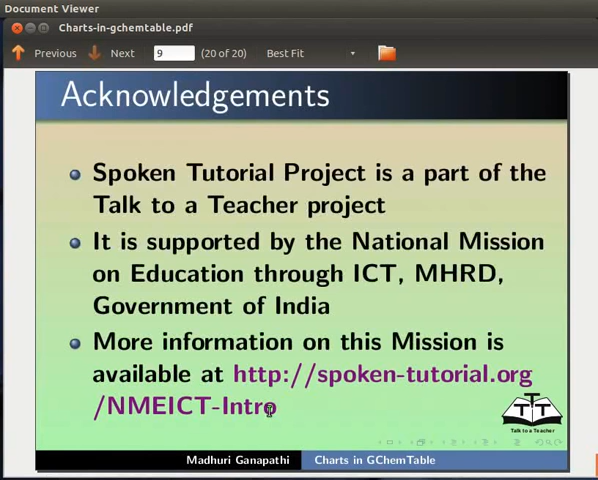 Document Viewer
Charts-in-gchemtable.pdf
Previous Next 9 (20 of 20) Best Fit
Acknowledgements
Spoken Tutorial Project is a part of the
Talk to a Teacher project
It is supported by the National Mission
on Education through ICT, MHRD,
Government of India
More information on this Mission is
available at http://spoken-tutorial.org
/NMEICT-Intro
Talk to a Teacher
Madhuri Ganapathi Charts in GChemTable